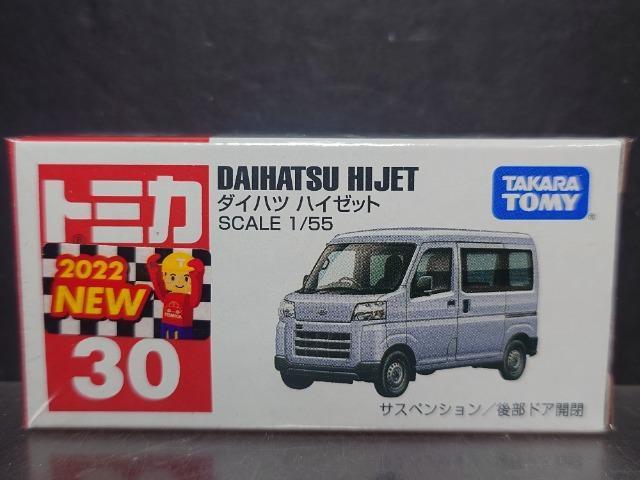 トミカ
2022
NEW
30
DAIHATSU HIJET
ダイハツ ハイゼット
SCALE 1/55
TAKARA
TOMY
サスペンション/後部ドア開閉